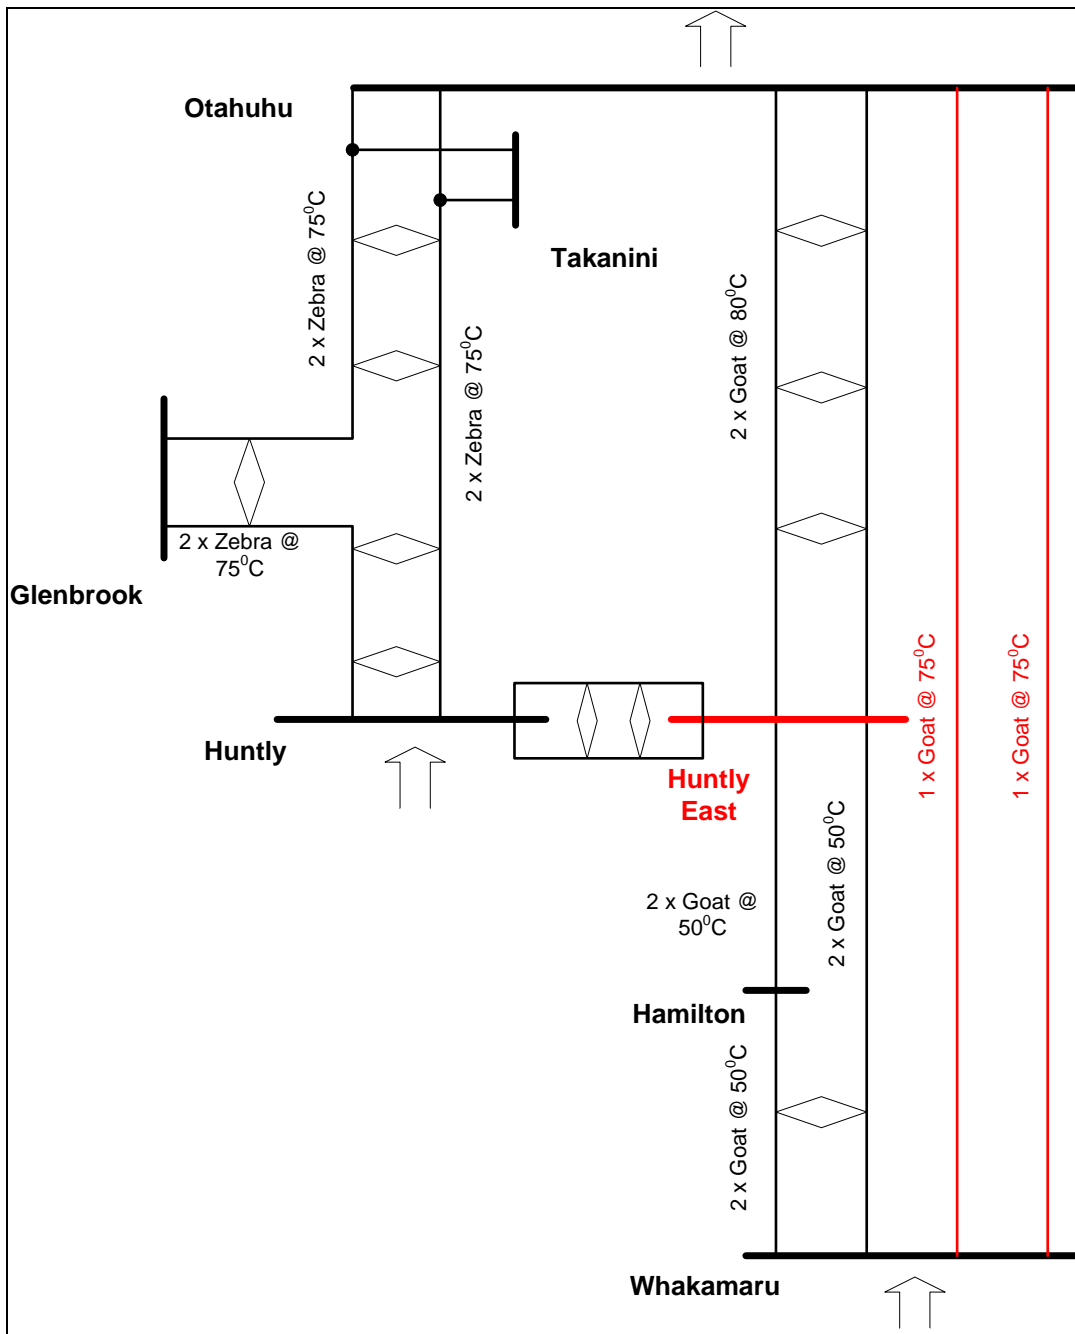 Otahuhu
2 x Zebra @ 75⁰C
Takanini
2 x Zebra @ 75⁰C
2 x Goat @ 80⁰C
2 x Zebra @
75⁰C
Glenbrook
1 x Goat @ 75⁰C
1 x Goat @ 75⁰C
Huntly
Huntly
East
2 x Goat @ 50⁰C
2 x Goat @
50⁰C
Hamilton
2 x Goat @ 50⁰C
Whakamaru